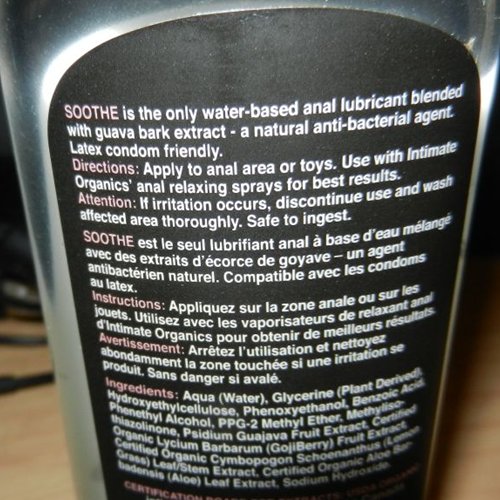 SOOTHE is the only water-based anal lubricant blended
with guava bark extract - a natural anti-bacterial agent.
Latex condom friendly.
Directions: Apply to anal area or toys. Use with Intimate
Organics' anal relaxing sprays for best results.
Attention: If irritation occurs, discontinue use and wash
affected area thoroughly. Safe to ingest.
SOOTHE est le seul lubrifiant anal à base d'eau mélangé
avec des extraits d'écorce de goyave – un agent
antibactérien naturel. Compatible avec les condoms
au latex.
Instructions: Appliquez sur la zone anale ou sur les
jouets. Utilisez avec les vaporisateurs de relaxant anal
d'Intimate Organics pour obtenir de meilleurs résultats.
Avertissement: Arrêtez l'utilisation et nettoyez
abondamment la zone touchée si une irritation se
produit. Sans danger si avalé.
Ingredients: Aqua (Water), Glycerine (Plant Derived),
Hydroxyethylcellulose, Phenoxyethanol, Benzoic Acid,
Phenethyl Alcohol, PPG-2 Methyl Ether, Methyliso-
thiazolinone, Psidium Guajava Fruit Extract, Certified
Organic Lycium Barbarum (GojiBerry) Fruit Extract,
Certified Organic Cymbopogon Schoenanthus (Lemon
Grass) Leaf/Stem Extract, Certified Organic Aloe Bar-
badensis (Aloe) Leaf Extract, Sodium Hydroxide.